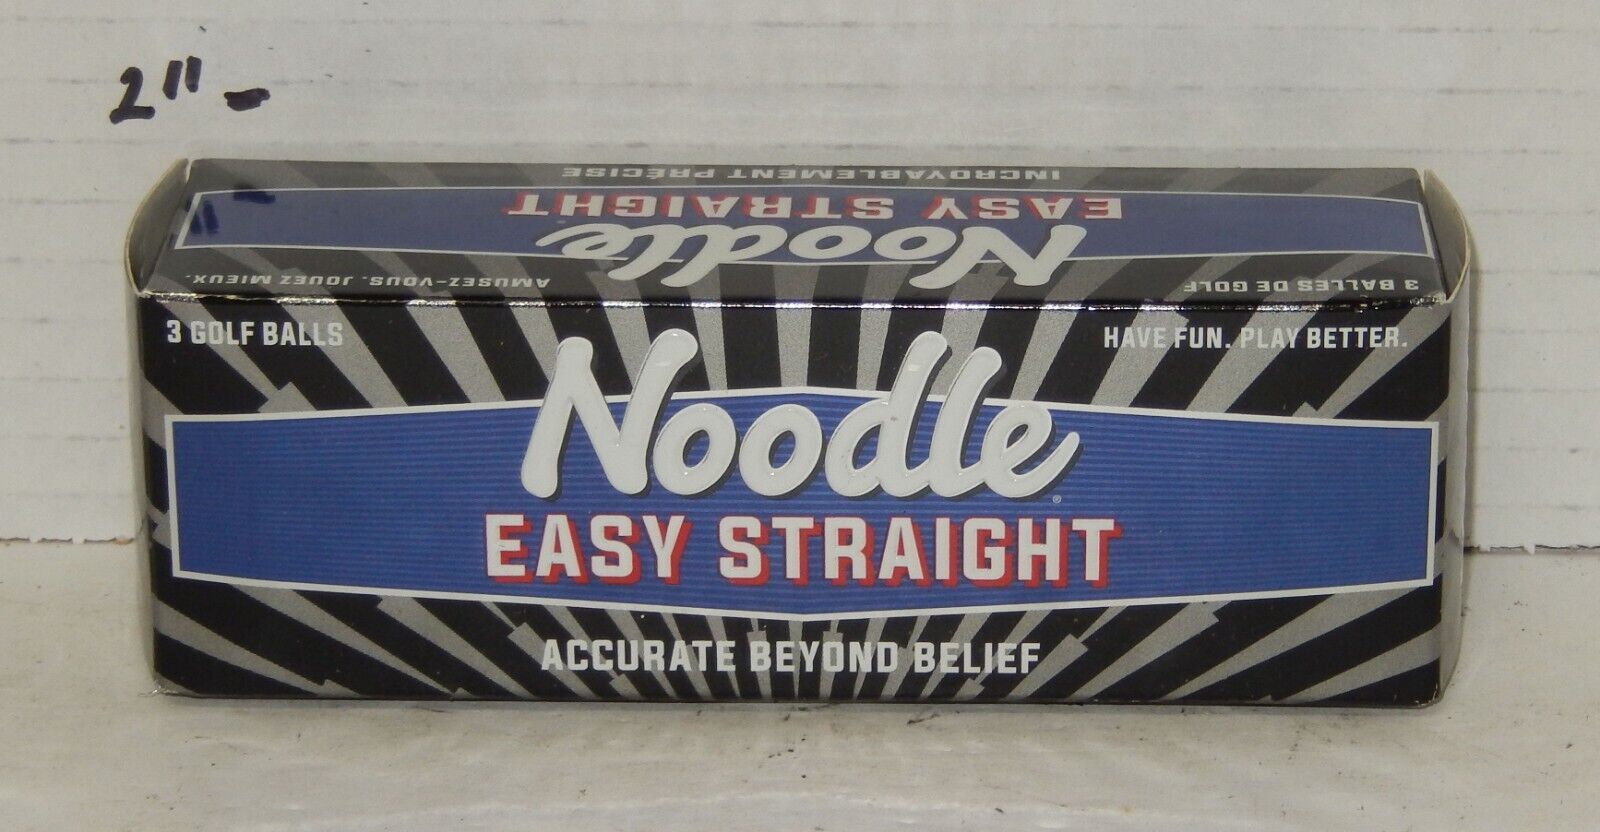 2" -
INCROYABLEMENT PRÉCISE
EASY STRAIGHT
Noodle
3 BALLES DE GOLF
AMUSEZ-VOUS. JOUEZ MIEUX.
3 GOLF BALLS
HAVE FUN. PLAY BETTER.
Noodle®
EASY STRAIGHT
ACCURATE BEYOND BELIEF